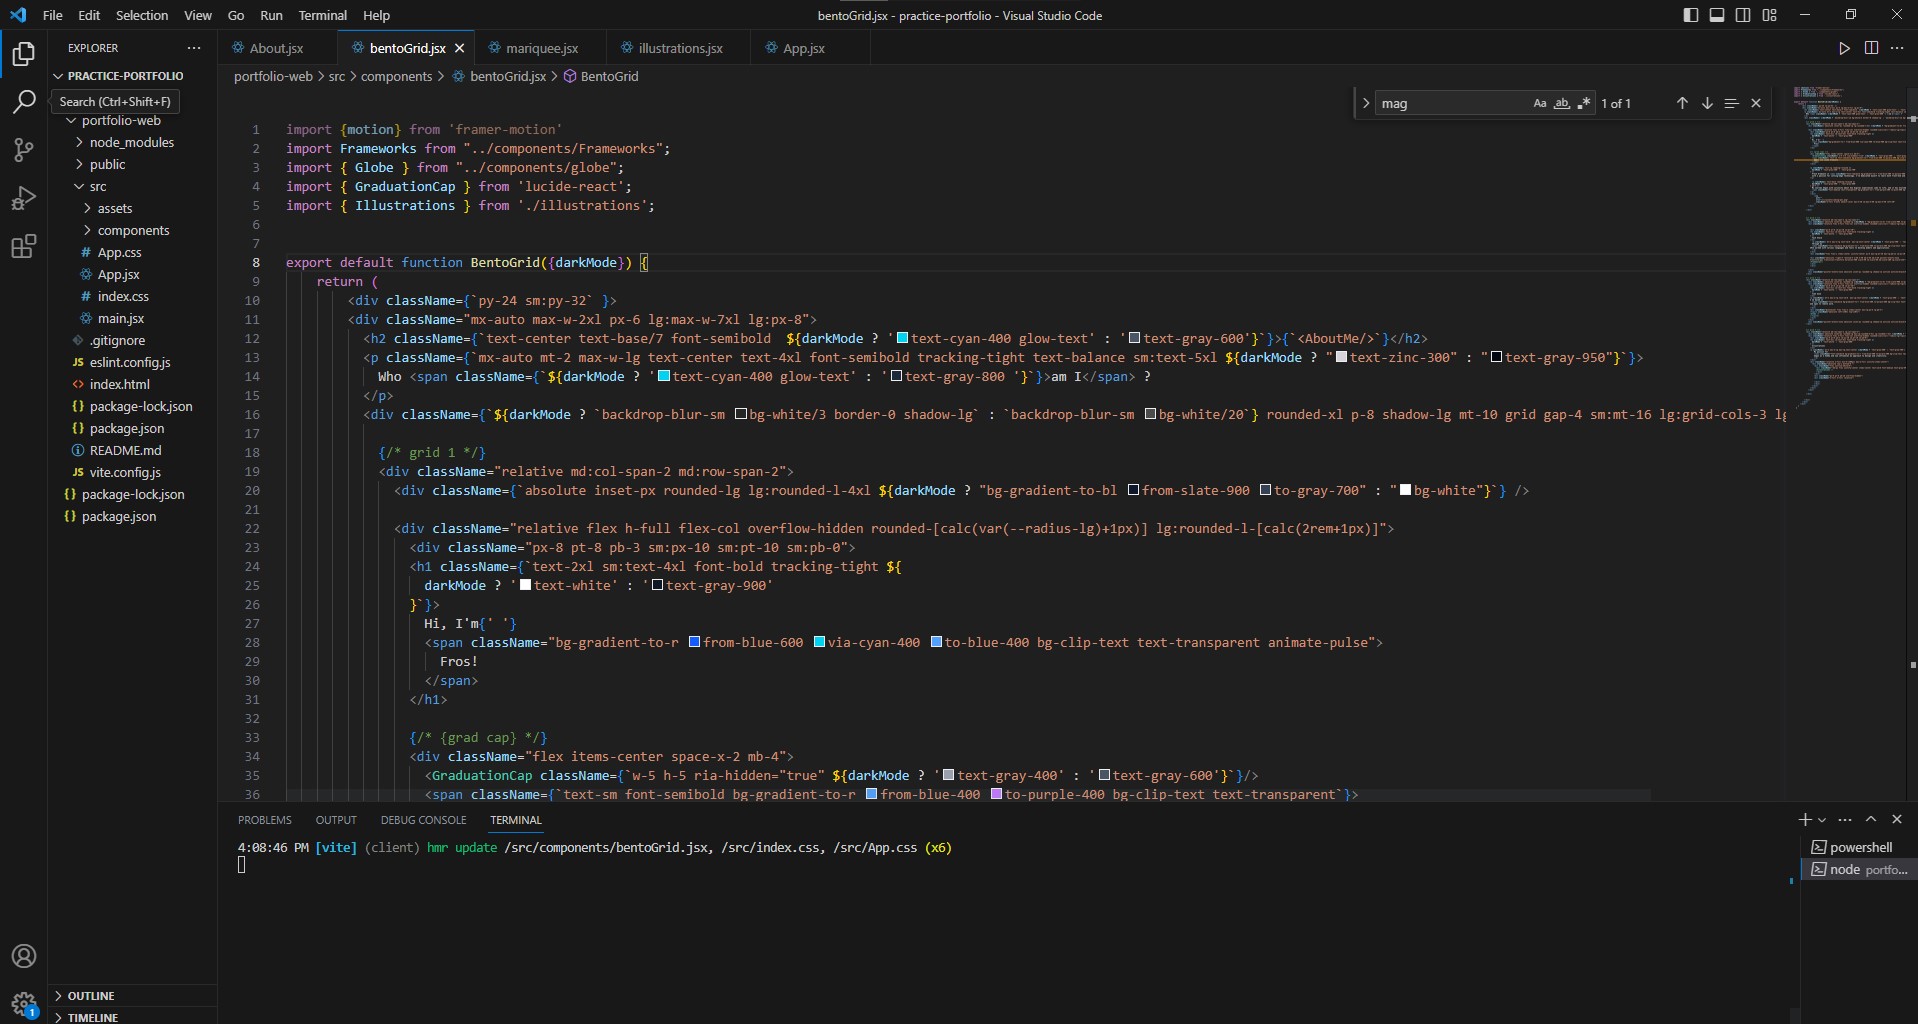 File Edit Selection View Go Run Terminal Help
bentoGrid.jsx - practice-portfolio - Visual Studio Code
EXPLORER
PRACTICE-PORTFOLIO
Search (Ctrl+Shift+F)
portfolio-web
node_modules
public
src
assets
components
# App.css
App.jsx
# index.css
main.jsx
.gitignore
JS eslint.config.js
<> index.html
{} package-lock.json
{} package.json
README.md
JS vite.config.js
{} package-lock.json
{} package.json
OUTLINE
TIMELINE
1
About.jsx bentoGrid.jsx mariquee.jsx illustrations.jsx App.jsx
portfolio-web > src > components > bentoGrid.jsx > BentoGrid
mag Aa ab .* 1 of 1
1 import {motion} from 'framer-motion'
2 import Frameworks from "../components/Frameworks";
3 import { Globe } from "../components/globe";
4 import { GraduationCap } from 'lucide-react';
5 import { Illustrations } from './illustrations';
6
7
8 export default function BentoGrid({darkMode}) {
9 return (
10 <div className={`py-24 sm:py-32` }>
11 <div className="mx-auto max-w-2xl px-6 lg:max-w-7xl lg:px-8">
12 <h2 className={`text-center text-base/7 font-semibold  ${darkMode ? 'text-cyan-400 glow-text' : 'text-gray-600'}`}>{`<AboutMe/>`}</h2>
13 <p className={`mx-auto mt-2 max-w-lg text-center text-4xl font-semibold tracking-tight text-balance sm:text-5xl ${darkMode ? "text-zinc-300" : "text-gray-950"}`}>
14 Who <span className={`${darkMode ? 'text-cyan-400 glow-text' : 'text-gray-800 '}`}>am I</span> ?
15 </p>
16 <div className={`${darkMode ? `backdrop-blur-sm bg-white/3 border-0 shadow-lg` : `backdrop-blur-sm bg-white/20`} rounded-xl p-8 shadow-lg mt-10 grid gap-4 sm:mt-16 lg:grid-cols-3 lg
17
18 {/* grid 1 */}
19 <div className="relative md:col-span-2 md:row-span-2">
20 <div className={`absolute inset-px rounded-lg lg:rounded-l-4xl ${darkMode ? "bg-gradient-to-bl from-slate-900 to-gray-700" : "bg-white"}`} />
21
22 <div className="relative flex h-full flex-col overflow-hidden rounded-[calc(var(--radius-lg)+1px)] lg:rounded-l-[calc(2rem+1px)]">
23 <div className="px-8 pt-8 pb-3 sm:px-10 sm:pt-10 sm:pb-0">
24 <h1 className={`text-2xl sm:text-4xl font-bold tracking-tight ${
25 darkMode ? 'text-white' : 'text-gray-900'
26 }`}>
27 Hi, I'm{' '}
28 <span className="bg-gradient-to-r from-blue-600 via-cyan-400 to-blue-400 bg-clip-text text-transparent animate-pulse">
29 Fros!
30 </span>
31 </h1>
32
33 {/* {grad cap} */}
34 <div className="flex items-center space-x-2 mb-4">
35 <GraduationCap className={`w-5 h-5 ria-hidden="true" ${darkMode ? 'text-gray-400' : 'text-gray-600'}`}/>
36 <span className={`text-sm font-semibold bg-gradient-to-r from-blue-400 to-purple-400 bg-clip-text text-transparent`}>
PROBLEMS OUTPUT DEBUG CONSOLE TERMINAL
4:08:46 PM [vite] (client) hmr update /src/components/bentoGrid.jsx, /src/index.css, /src/App.css (x6)
powershell
node portfo...